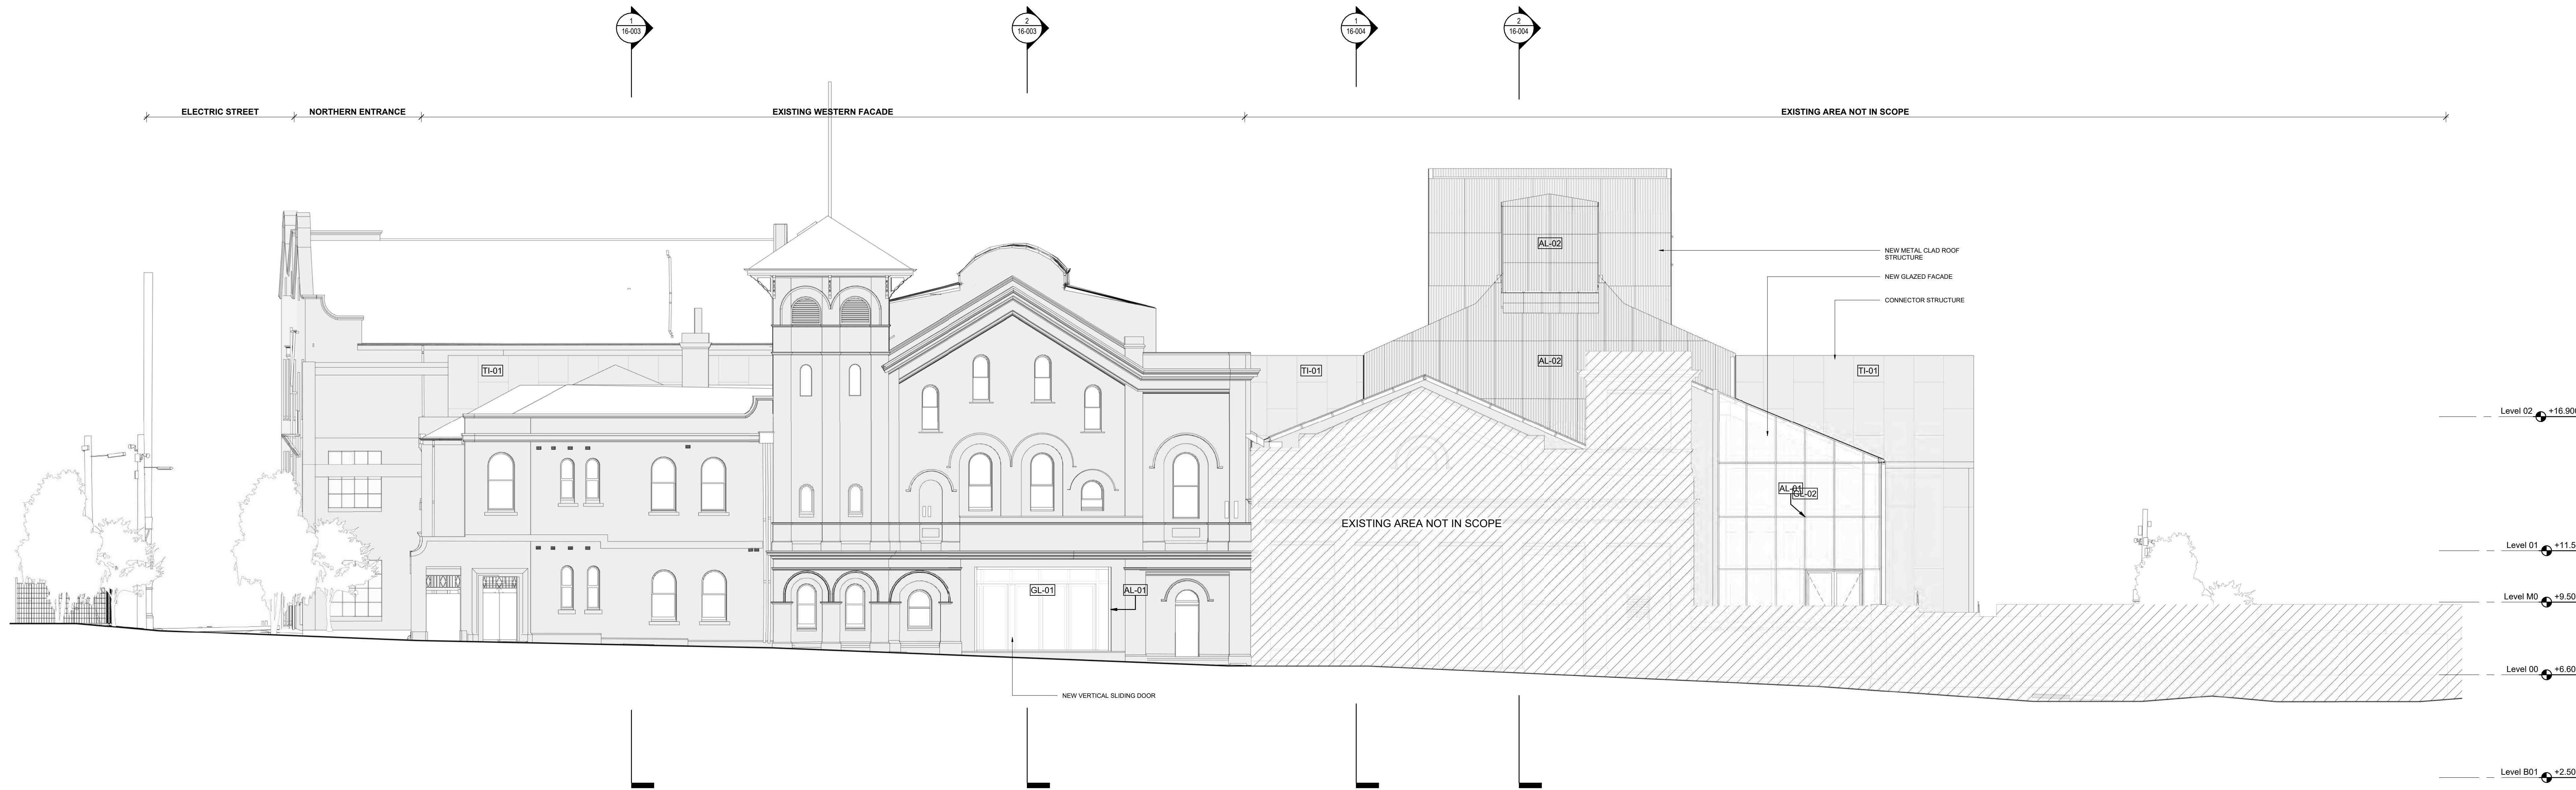 1
16-003
2
16-003
1
16-004
2
16-004
ELECTRIC STREET
NORTHERN ENTRANCE
EXISTING WESTERN FACADE
EXISTING AREA NOT IN SCOPE
AL-02
NEW METAL CLAD ROOF
STRUCTURE
NEW GLAZED FACADE
CONNECTOR STRUCTURE
TI-01
TI-01
AL-02
TI-01
Level 02 +16.900
AL-01
GL-02
EXISTING AREA NOT IN SCOPE
Level 01 +11.5
GL-01
AL-01
Level M0 +9.50
Level 00 +6.60
NEW VERTICAL SLIDING DOOR
Level B01 +2.50